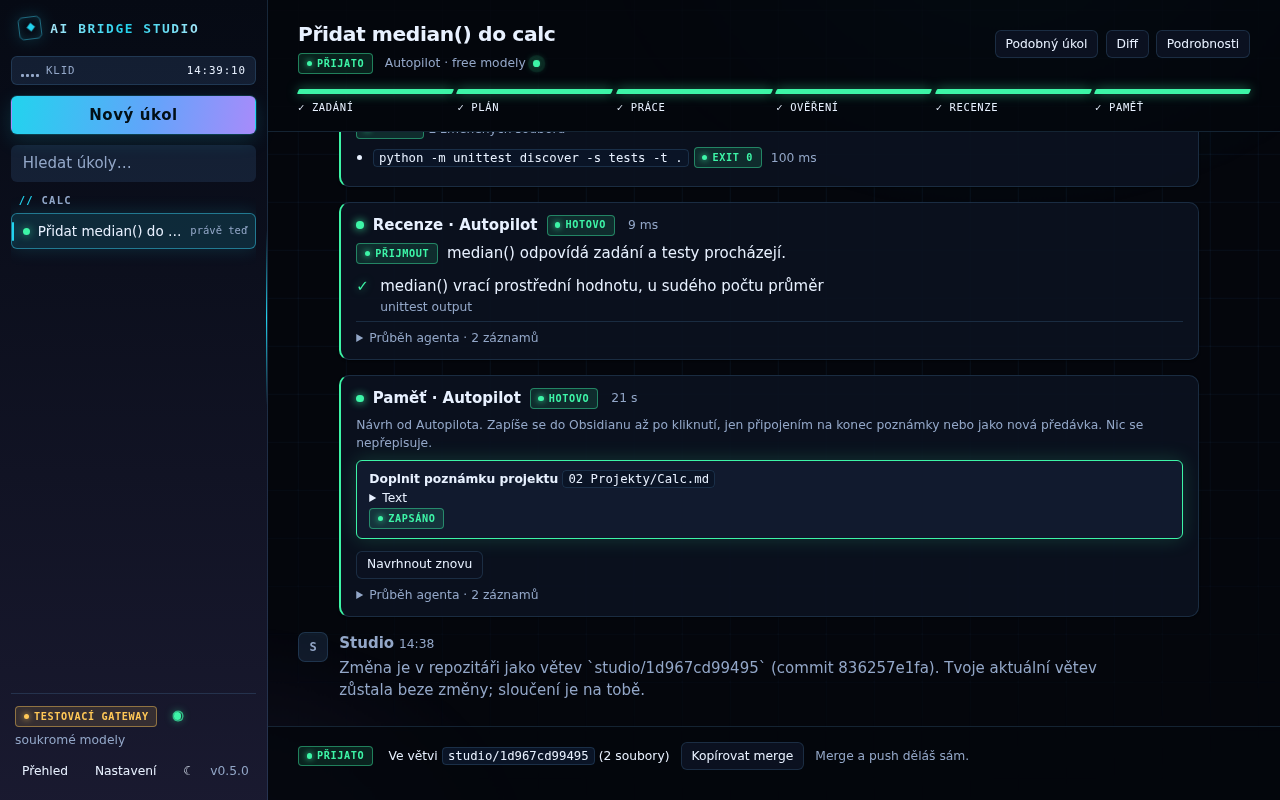 AI BRIDGE STUDIO
KLID 14:39:10
Nový úkol
Hledat úkoly…
// CALC
Přidat median() do … právě teď
TESTOVACÍ GATEWAY
soukromé modely
Přehled Nastavení v0.5.0
Přidat median() do calc
PŘIJATO Autopilot · free modely
Podobný úkol Diff Podrobnosti
✓ ZADÁNÍ ✓ PLÁN ✓ PRÁCE ✓ OVĚŘENÍ ✓ RECENZE ✓ PAMĚŤ
python -m unittest discover -s tests -t . EXIT 0 100 ms
Recenze · Autopilot HOTOVO 9 ms
PŘIJMOUT median() odpovídá zadání a testy procházejí.
✓ median() vrací prostřední hodnotu, u sudého počtu průměr
unittest output
Průběh agenta · 2 záznamů
Paměť · Autopilot HOTOVO 21 s
Návrh od Autopilota. Zapíše se do Obsidianu až po kliknutí, jen připojením na konec poznámky nebo jako nová předávka. Nic se
nepřepisuje.
Doplnit poznámku projektu 02 Projekty/Calc.md
Text
ZAPSÁNO
Navrhnout znovu
Průběh agenta · 2 záznamů
S Studio 14:38
Změna je v repozitáři jako větev `studio/1d967cd99495` (commit 836257e1fa). Tvoje aktuální větev
zůstala beze změny; sloučení je na tobě.
PŘIJATO Ve větvi studio/1d967cd99495 (2 soubory) Kopírovat merge Merge a push děláš sám.